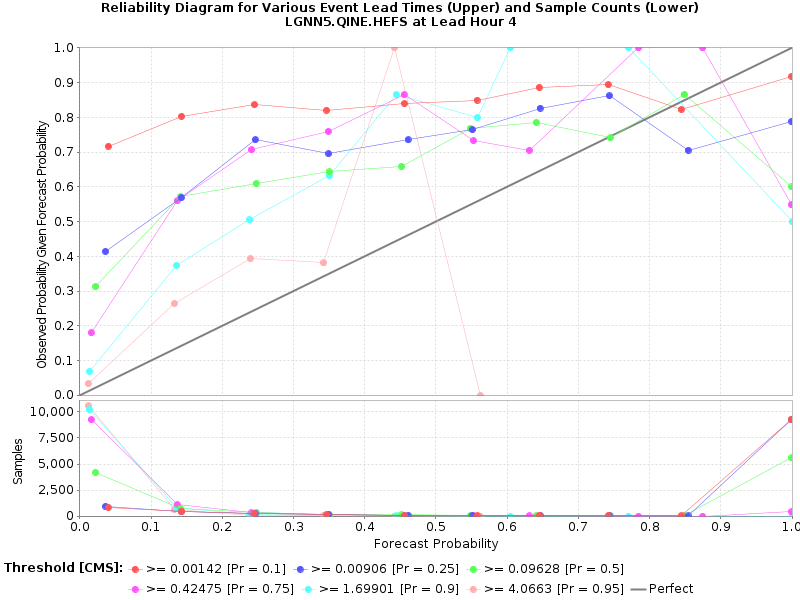 Reliability Diagram for Various Event Lead Times (Upper) and Sample Counts (Lower)
LGNN5.QINE.HEFS at Lead Hour 4
Observed Probability Given Forecast Probability
1.0
0.9
0.8
0.7
0.6
0.5
0.4
0.3
0.2
0.1
0.0
Samples
10,000
7,500
5,000
2,500
0
0.0 0.1 0.2 0.3 0.4 0.5 0.6 0.7 0.8 0.9 1.0
Forecast Probability
Threshold [CMS]: >= 0.00142 [Pr = 0.1] >= 0.00906 [Pr = 0.25] >= 0.09628 [Pr = 0.5]
>= 0.42475 [Pr = 0.75] >= 1.69901 [Pr = 0.9] >= 4.0663 [Pr = 0.95] Perfect